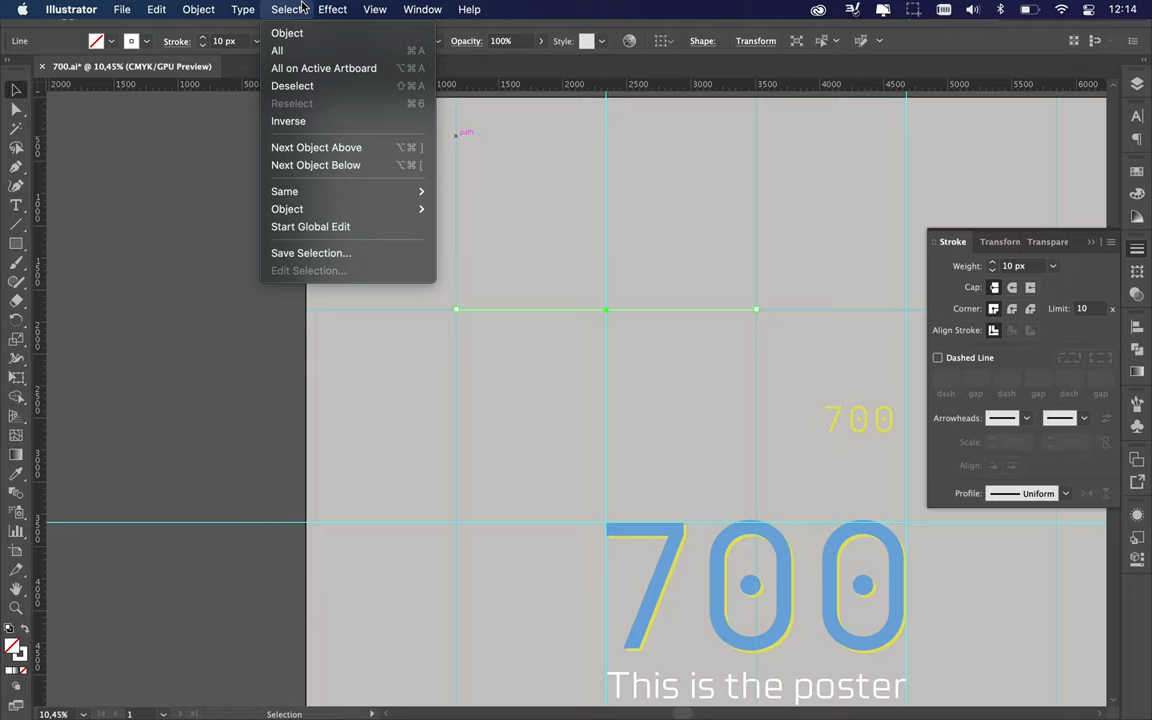 Illustrator File Edit Object Type Select Effect View Window Help 12:14
Line Stroke: 10 px Opacity: 100% Style: Shape: Transform
700.ai* @ 10,45% (CMYK/GPU Preview)
2000 1500 1000 500 1000 2500 3000 3500 4000 4500 5000 5500 6000
Object
All ⌘A
All on Active Artboard ⌥⌘A
Deselect ⇧⌘A
Reselect ⌘6
Inverse
Next Object Above ⌥⌘]
Next Object Below ⌥⌘[
Same
Object
Start Global Edit
Save Selection...
Edit Selection...
path
Stroke Transform Transpare
Weight: 10 px
Cap:
Corner: Limit: 10 x
Align Stroke:
Dashed Line
dash gap dash gap dash gap
Arrowheads:
Scale:
Align:
Profile: Uniform
700
700
This is the poster
10,45% 1 Selection